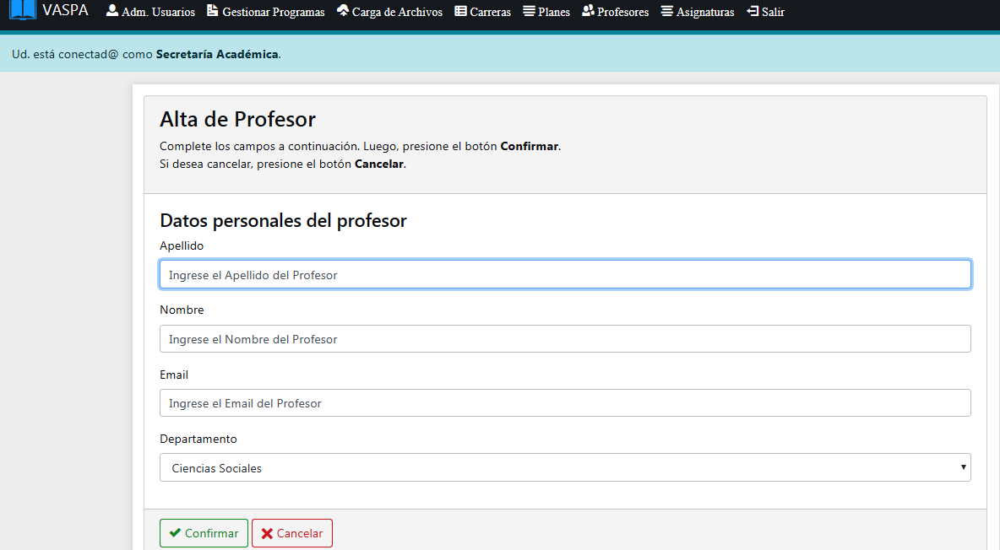 VASPA Adm. Usuarios Gestionar Programas Carga de Archivos Carreras Planes Profesores Asignaturas Salir
Ud. está conectad@ como Secretaría Académica.
Alta de Profesor
Complete los campos a continuación. Luego, presione el botón Confirmar.
Si desea cancelar, presione el botón Cancelar.
Datos personales del profesor
Apellido
Ingrese el Apellido del Profesor
Nombre
Ingrese el Nombre del Profesor
Email
Ingrese el Email del Profesor
Departamento
Ciencias Sociales
Confirmar Cancelar